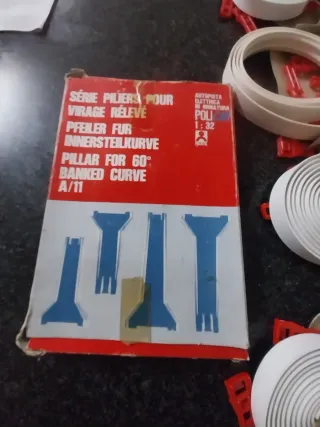 SÉRIE PILIERS POUR
VIRAGE RÉLEVÉ
PFEILER FUR
INNERSTEILKURVE
PILLAR FOR 60°
BANKED CURVE
A/11
AUTOPISTA
ELETTRICA
IN MINIATURA
POLI
1:32